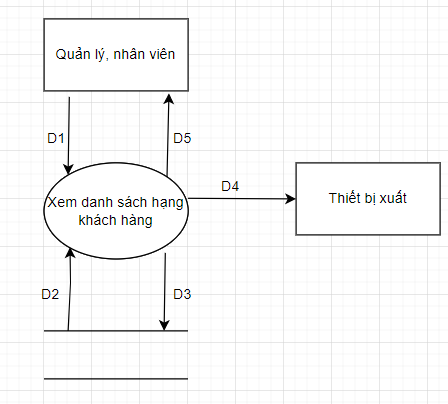 Quản lý, nhân viên
D1
D5
Xem danh sách hạng
khách hàng
D4
Thiết bị xuất
D2
D3